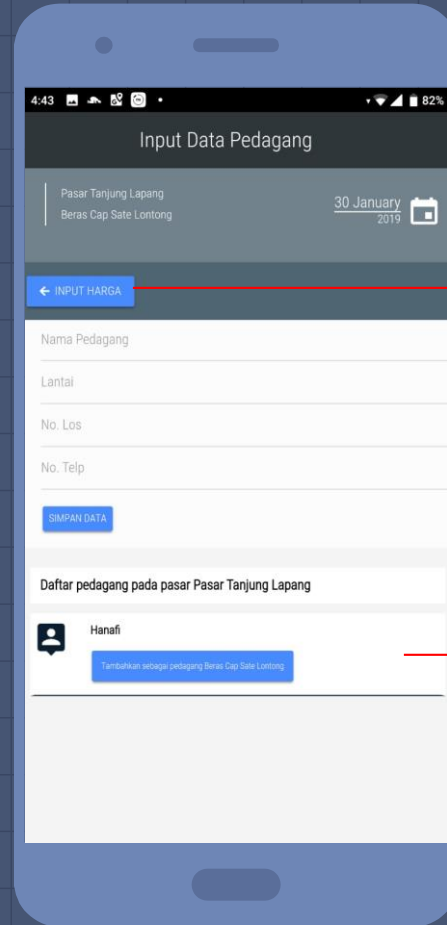 4:43
82%
Input Data Pedagang
Pasar Tanjung Lapang
Beras Cap Sate Lontong
30 January
2019
INPUT HARGA
Nama Pedagang
Lantai
No. Los
No. Telp
SIMPAN DATA
Daftar pedagang pada pasar Pasar Tanjung Lapang
Hanafi
Tambahkan sebagai pedagang Beras Cap Sate Lontong